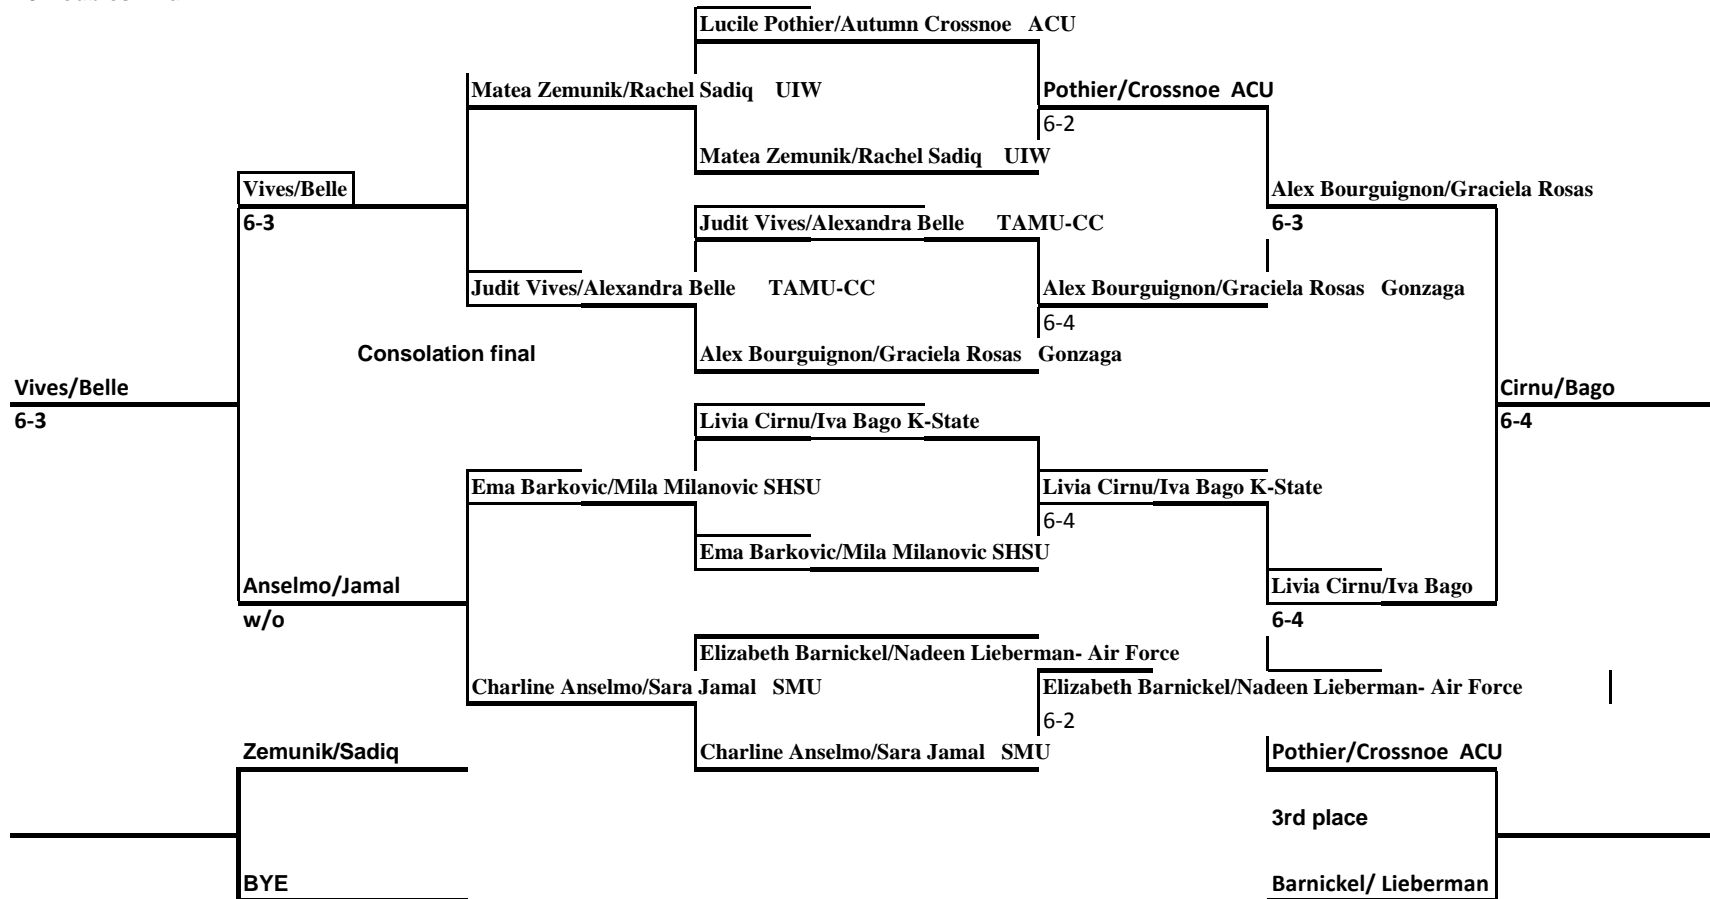 Lucile Pothier/Autumn Crossnoe ACU
Matea Zemunik/Rachel Sadiq UIW
Pothier/Crossnoe ACU
6-2
Matea Zemunik/Rachel Sadiq UIW
Vives/Belle
Alex Bourguignon/Graciela Rosas
6-3
Judit Vives/Alexandra Belle TAMU-CC
6-3
Judit Vives/Alexandra Belle TAMU-CC
Alex Bourguignon/Graciela Rosas Gonzaga
6-4
Consolation final
Alex Bourguignon/Graciela Rosas Gonzaga
Vives/Belle
Cirnu/Bago
6-3
Livia Cirnu/Iva Bago K-State
6-4
Ema Barkovic/Mila Milanovic SHSU
Livia Cirnu/Iva Bago K-State
6-4
Ema Barkovic/Mila Milanovic SHSU
Anselmo/Jamal
Livia Cirnu/Iva Bago
w/o
6-4
Elizabeth Barnickel/Nadeen Lieberman- Air Force
Charline Anselmo/Sara Jamal SMU
Elizabeth Barnickel/Nadeen Lieberman- Air Force
6-2
Zemunik/Sadiq
Charline Anselmo/Sara Jamal SMU
Pothier/Crossnoe ACU
3rd place
BYE
Barnickel/ Lieberman